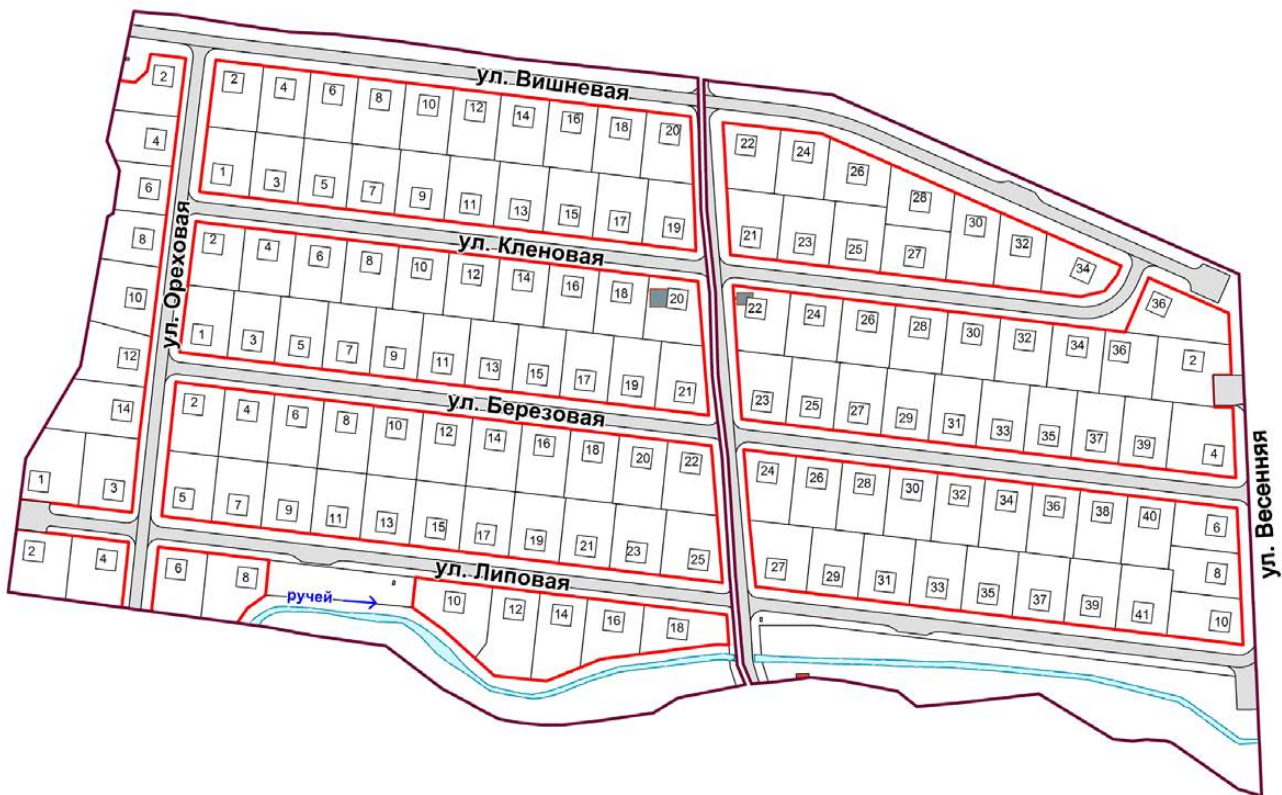 ул. Вишневая
2 4 6 8 10 12 14 16 18 20
22 24 26 28 30 32 34
1 3 5 7 9 11 13 15 17 19
21 23 25 27
ул. Ореховая
2
4
6
8
10
12
14
ул. Кленовая
2 4 6 8 10 12 14 16 18 20
22 24 26 28 30 32 34 36 36
1 3 5 7 9 11 13 15 17 19 21
23 25 27 29 31 33 35 37 39
ул. Березовая
2 4 6 8 10 12 14 16 18 20 22
24 26 28 30 32 34 36 38 40
1 3
5 7 9 11 13 15 17 19 21 23 25
27 29 31 33 35 37 39 41
ул. Липовая
2 4 6 8
ручей
10 12 14 16 18
ул. Весенняя
2
4
6
8
10